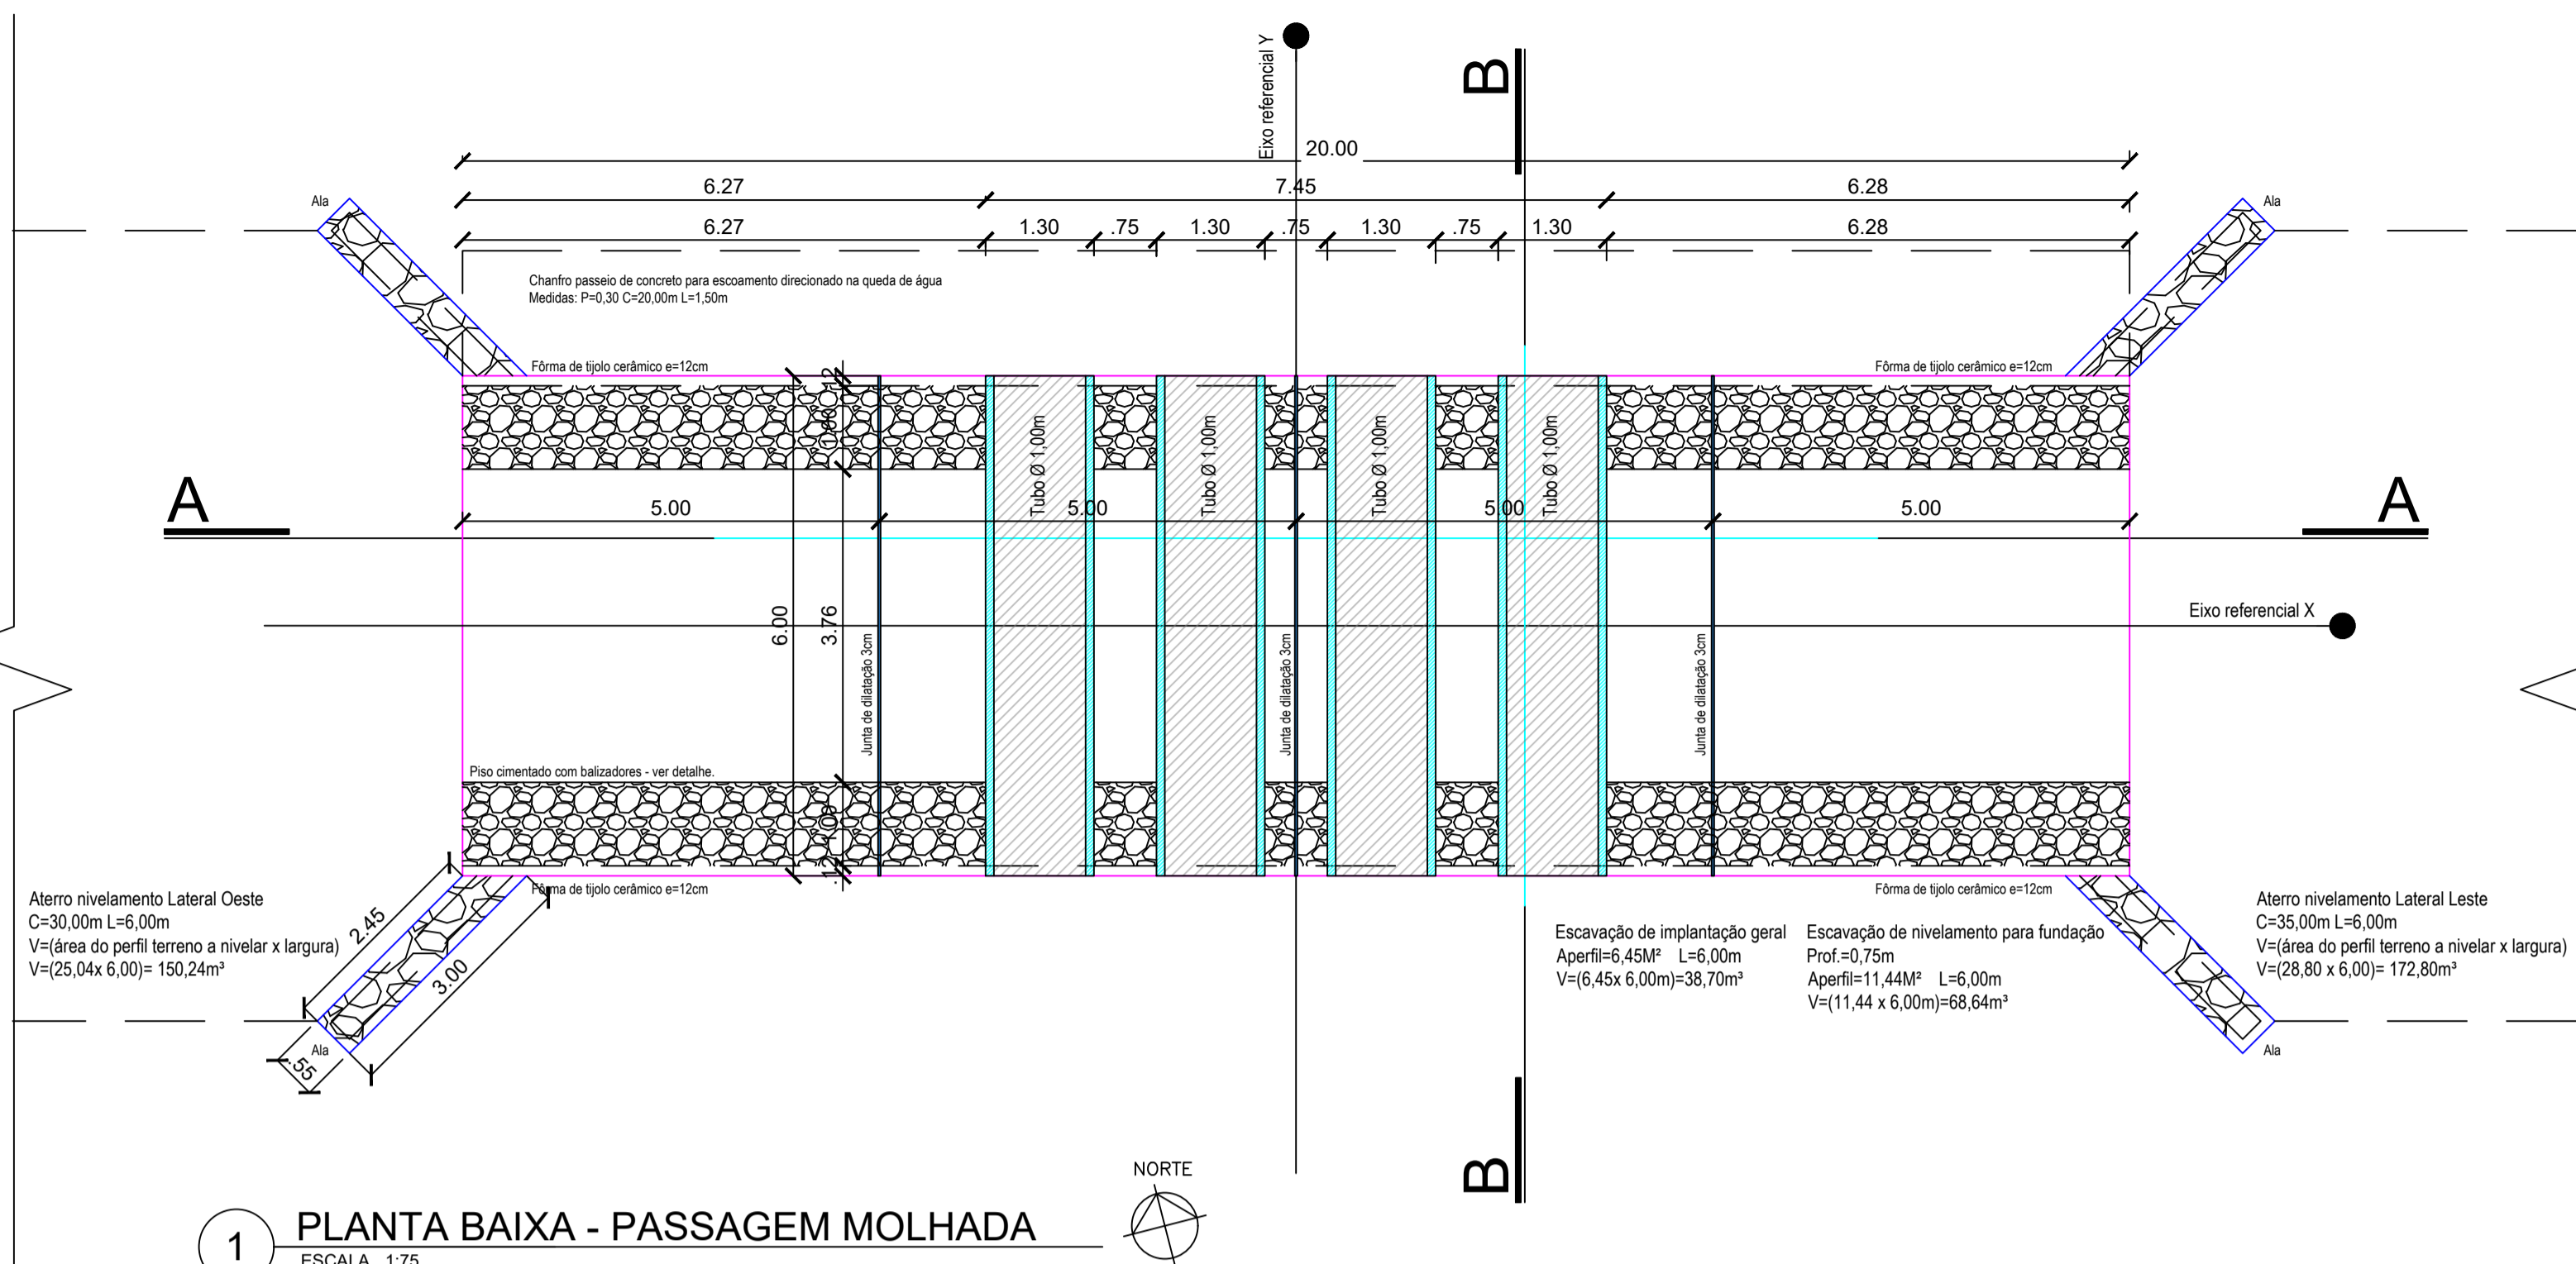 Eixo referencial Y
B
20.00
6.27
7.45
6.28
6.27
1.30
.75
1.30
.75
1.30
.75
1.30
6.28
Ala
Ala
Chanfro passeio de concreto para escoamento direcionado na queda de água
Medidas: P=0,30 C=20,00m L=1,50m
Fôrma de tijolo cerâmico e=12cm
Fôrma de tijolo cerâmico e=12cm
.12
1.00
Tubo Ø 1,00m
Tubo Ø 1,00m
Tubo Ø 1,00m
Tubo Ø 1,00m
A
A
5.00
5.00
5.00
5.00
6.00
3.76
Eixo referencial X
Junta de dilatação 3cm
Junta de dilatação 3cm
Junta de dilatação 3cm
Piso cimentado com balizadores - ver detalhe.
1.00
.12
Fôrma de tijolo cerâmico e=12cm
Fôrma de tijolo cerâmico e=12cm
Aterro nivelamento Lateral Oeste
C=30,00m L=6,00m
V=(área do perfil terreno a nivelar x largura)
V=(25,04x 6,00)= 150,24m³
2.45
3.00
.55
Ala
Escavação de implantação geral
Aperfil=6,45M² L=6,00m
V=(6,45x 6,00m)=38,70m³
Escavação de nivelamento para fundação
Prof.=0,75m
Aperfil=11,44M² L=6,00m
V=(11,44 x 6,00m)=68,64m³
Aterro nivelamento Lateral Leste
C=35,00m L=6,00m
V=(área do perfil terreno a nivelar x largura)
V=(28,80 x 6,00)= 172,80m³
Ala
B
NORTE
1
PLANTA BAIXA - PASSAGEM MOLHADA
ESCALA 1:75